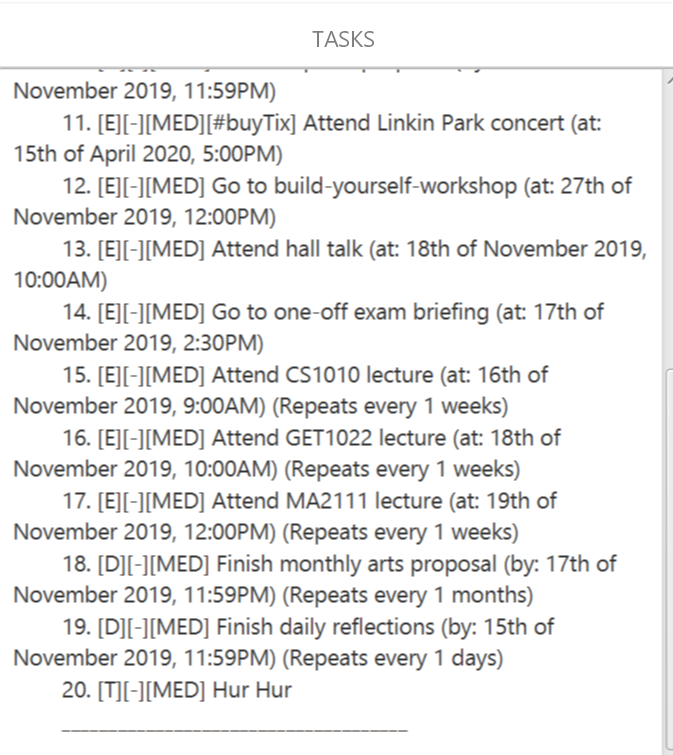 TASKS
November 2019, 11:59PM)
11. [E][-][MED][#buyTix] Attend Linkin Park concert (at:
15th of April 2020, 5:00PM)
12. [E][-][MED] Go to build-yourself-workshop (at: 27th of
November 2019, 12:00PM)
13. [E][-][MED] Attend hall talk (at: 18th of November 2019,
10:00AM)
14. [E][-][MED] Go to one-off exam briefing (at: 17th of
November 2019, 2:30PM)
15. [E][-][MED] Attend CS1010 lecture (at: 16th of
November 2019, 9:00AM) (Repeats every 1 weeks)
16. [E][-][MED] Attend GET1022 lecture (at: 18th of
November 2019, 10:00AM) (Repeats every 1 weeks)
17. [E][-][MED] Attend MA2111 lecture (at: 19th of
November 2019, 12:00PM) (Repeats every 1 weeks)
18. [D][-][MED] Finish monthly arts proposal (by: 17th of
November 2019, 11:59PM) (Repeats every 1 months)
19. [D][-][MED] Finish daily reflections (by: 15th of
November 2019, 11:59PM) (Repeats every 1 days)
20. [T][-][MED] Hur Hur